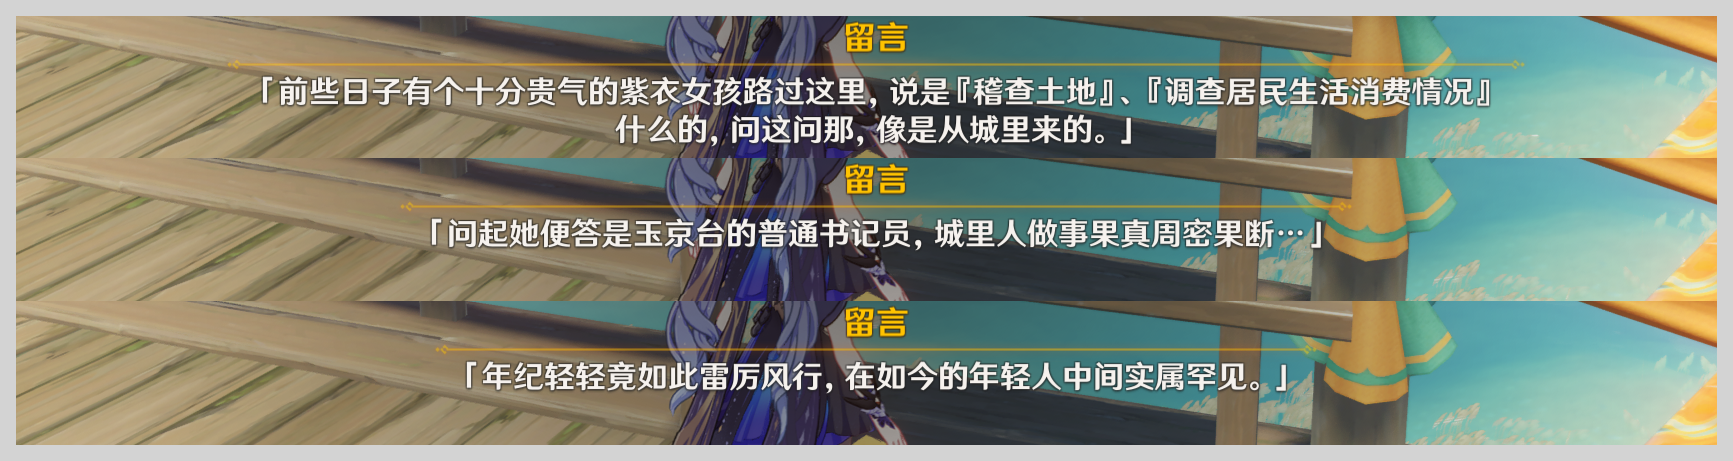 留言
「前些日子有个十分贵气的紫衣女孩路过这里，说是『稽查土地』、『调查居民生活消费情况』
什么的，问这问那，像是从城里来的。」
留言
「问起她便答是玉京台的普通书记员，城里人做事果真周密果断…」
留言
「年纪轻轻竟如此雷厉风行，在如今的年轻人中间实属罕见。」